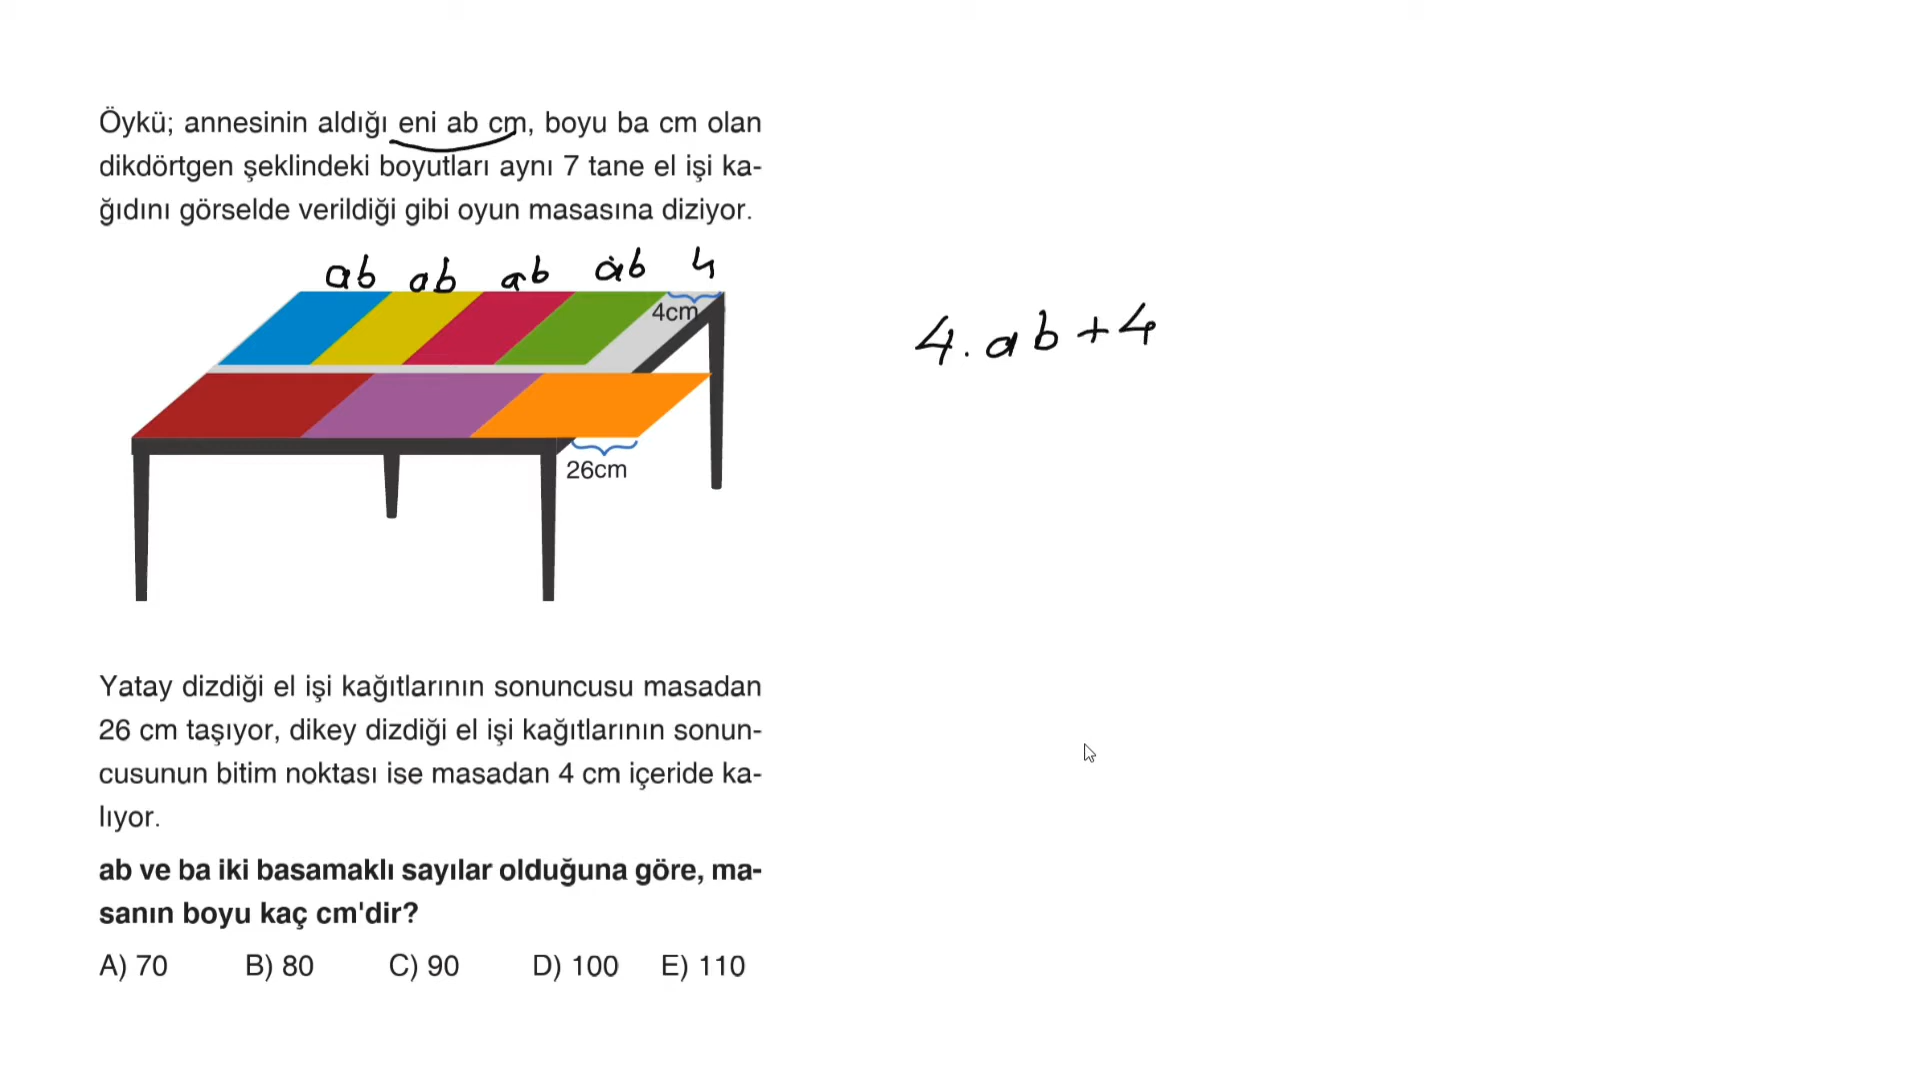 Öykü; annesinin aldığı eni ab cm, boyu ba cm olan
dikdörtgen şeklindeki boyutları aynı 7 tane el işi ka-
ğıdını görselde verildiği gibi oyun masasına diziyor.
ab ab ab ab 4
4cm
4.ab+4
26cm
Yatay dizdiği el işi kağıtlarının sonuncusu masadan
26 cm taşıyor, dikey dizdiği el işi kağıtlarının sonun-
cusunun bitim noktası ise masadan 4 cm içeride ka-
lıyor.
ab ve ba iki basamaklı sayılar olduğuna göre, ma-
sanın boyu kaç cm'dir?
A) 70 B) 80 C) 90 D) 100 E) 110